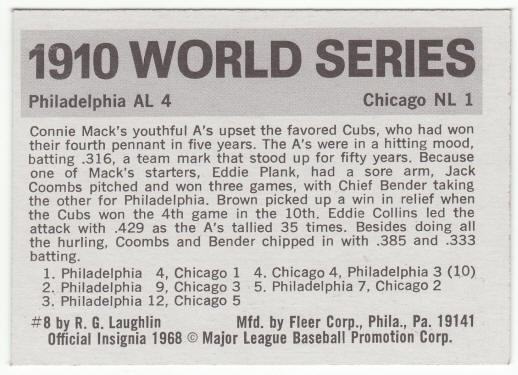 1910 WORLD SERIES
Philadelphia AL 4 Chicago NL 1
Connie Mack's youthful A's upset the favored Cubs, who had won
their fourth pennant in five years. The A's were in a hitting mood,
batting .316, a team mark that stood up for fifty years. Because
one of Mack's starters, Eddie Plank, had a sore arm, Jack
Coombs pitched and won three games, with Chief Bender taking
the other for Philadelphia. Brown picked up a win in relief when
the Cubs won the 4th game in the 10th. Eddie Collins led the
attack with .429 as the A's tallied 35 times. Besides doing all
the hurling, Coombs and Bender chipped in with .385 and .333
batting.
1. Philadelphia 4, Chicago 1 4. Chicago 4, Philadelphia 3 (10)
2. Philadelphia 9, Chicago 3 5. Philadelphia 7, Chicago 2
3. Philadelphia 12, Chicago 5
#8 by R. G. Laughlin Mfd. by Fleer Corp., Phila., Pa. 19141
Official Insignia 1968 © Major League Baseball Promotion Corp.